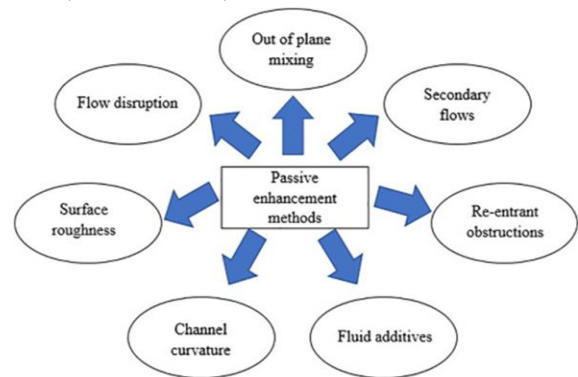 Out of plane
mixing
Flow disruption
Secondary
flows
Passive
enhancement
methods
Surface
roughness
Re-entrant
obstructions
Channel
curvature
Fluid additives